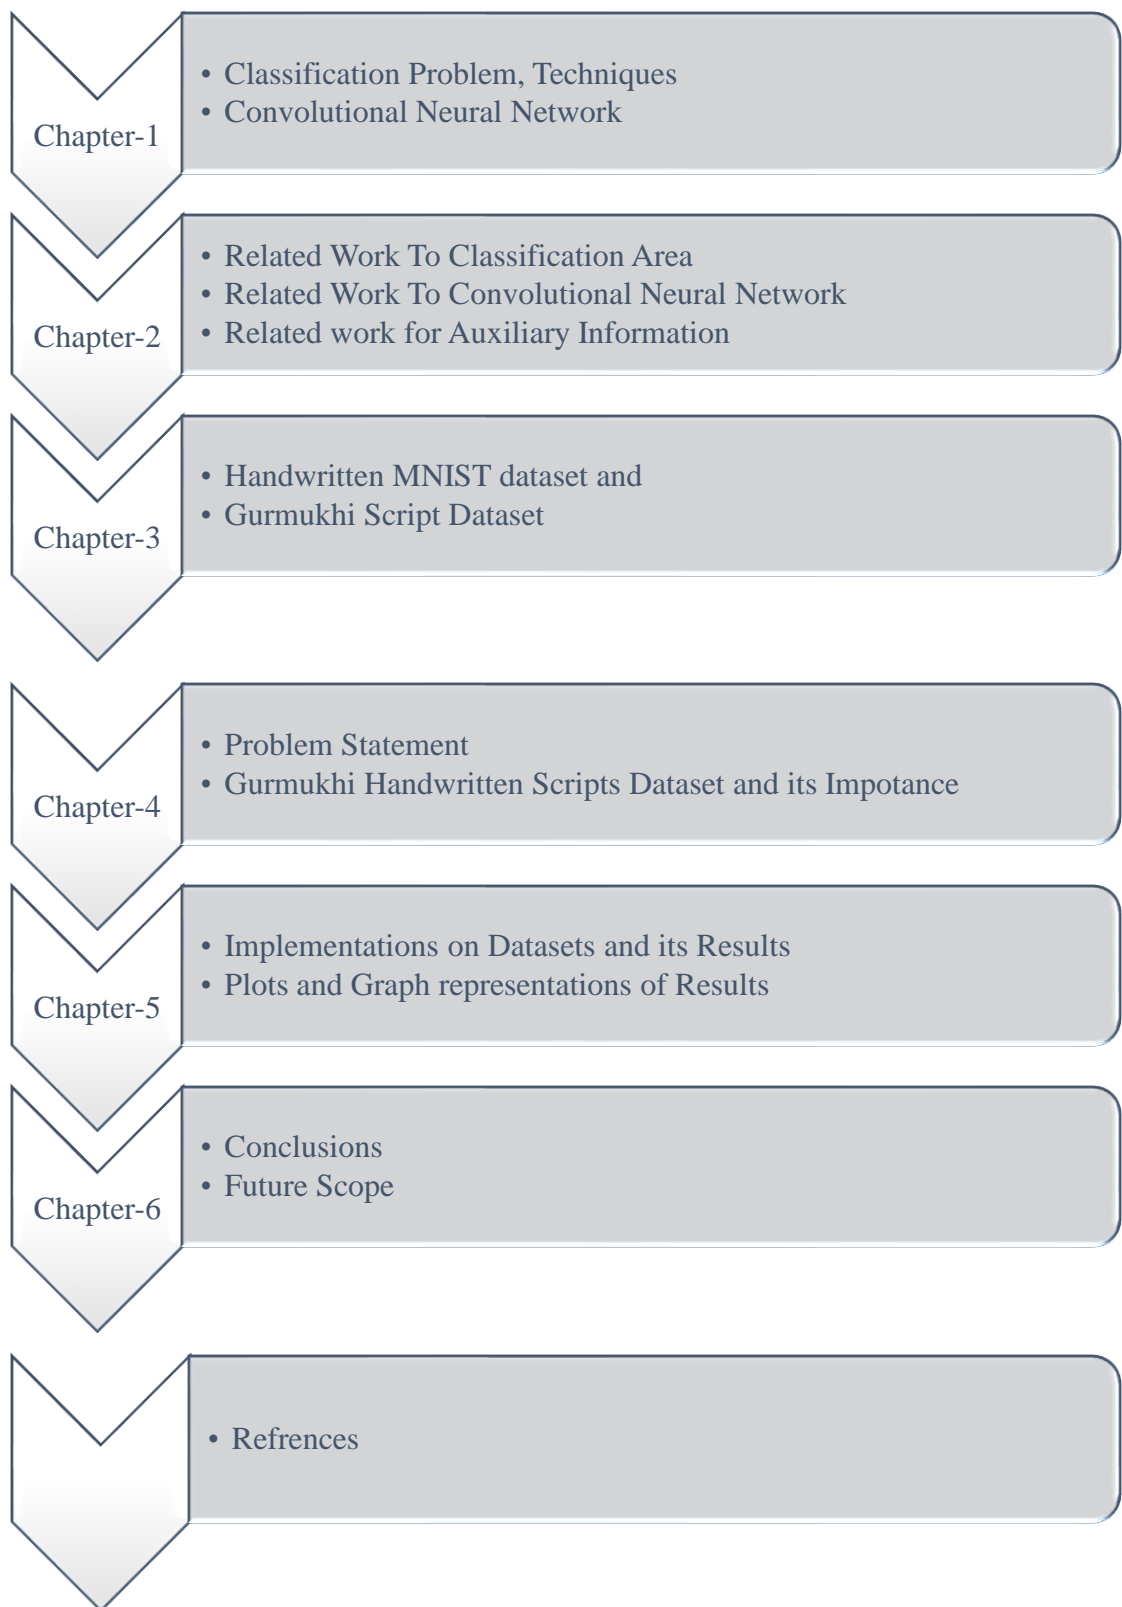 Chapter-1
• Classification Problem, Techniques
• Convolutional Neural Network
Chapter-2
• Related Work To Classification Area
• Related Work To Convolutional Neural Network
• Related work for Auxiliary Information
Chapter-3
• Handwritten MNIST dataset and
• Gurmukhi Script Dataset
Chapter-4
• Problem Statement
• Gurmukhi Handwritten Scripts Dataset and its Impotance
Chapter-5
• Implementations on Datasets and its Results
• Plots and Graph representations of Results
Chapter-6
• Conclusions
• Future Scope
• Refrences